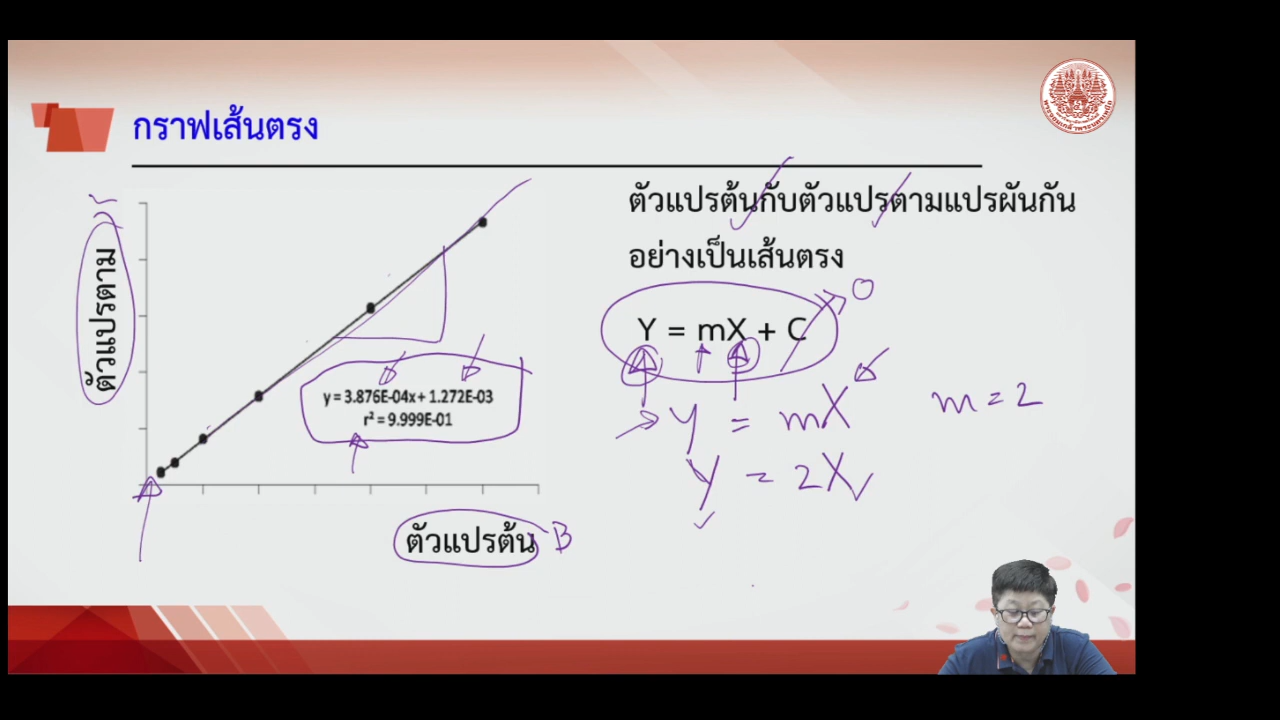 กราฟเส้นตรง
ตัวแปรต้นกับตัวแปรตามแปรผันกัน
อย่างเป็นเส้นตรง
Y = mX + C
0
y = mX
m = 2
y = 2X
ตัวแปรตาม
y = 3.876E-04x+ 1.272E-03
r² = 9.999E-01
ตัวแปรต้น
B